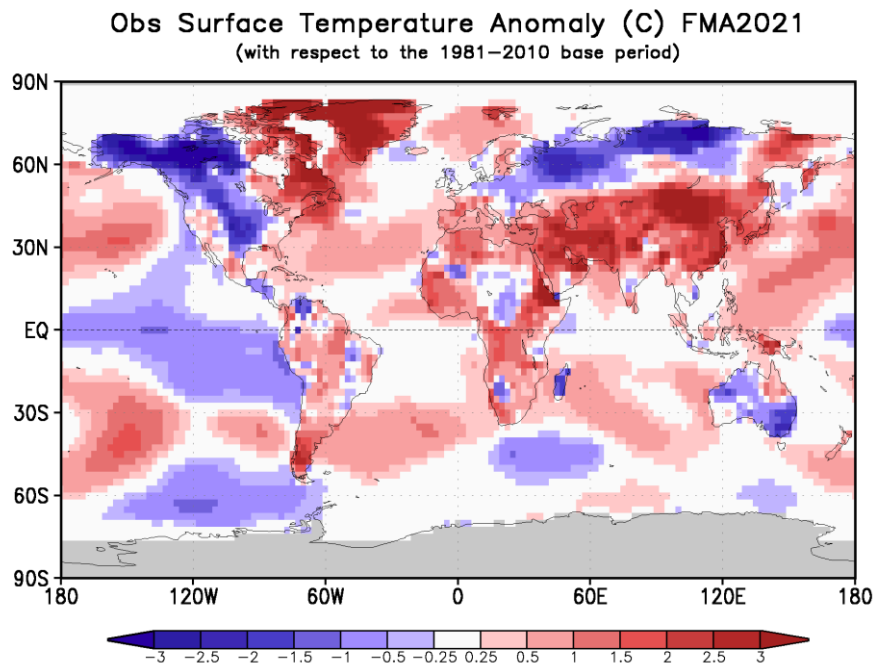 Obs Surface Temperature Anomaly (C) FMA2021
(with respect to the 1981−2010 base period)
90N
60N
30N
EQ
30S
60S
90S
180 120W 60W 0 60E 120E 180
−3 −2.5 −2 −1.5 −1 −0.5 −0.25 0.25 0.5 1 1.5 2 2.5 3